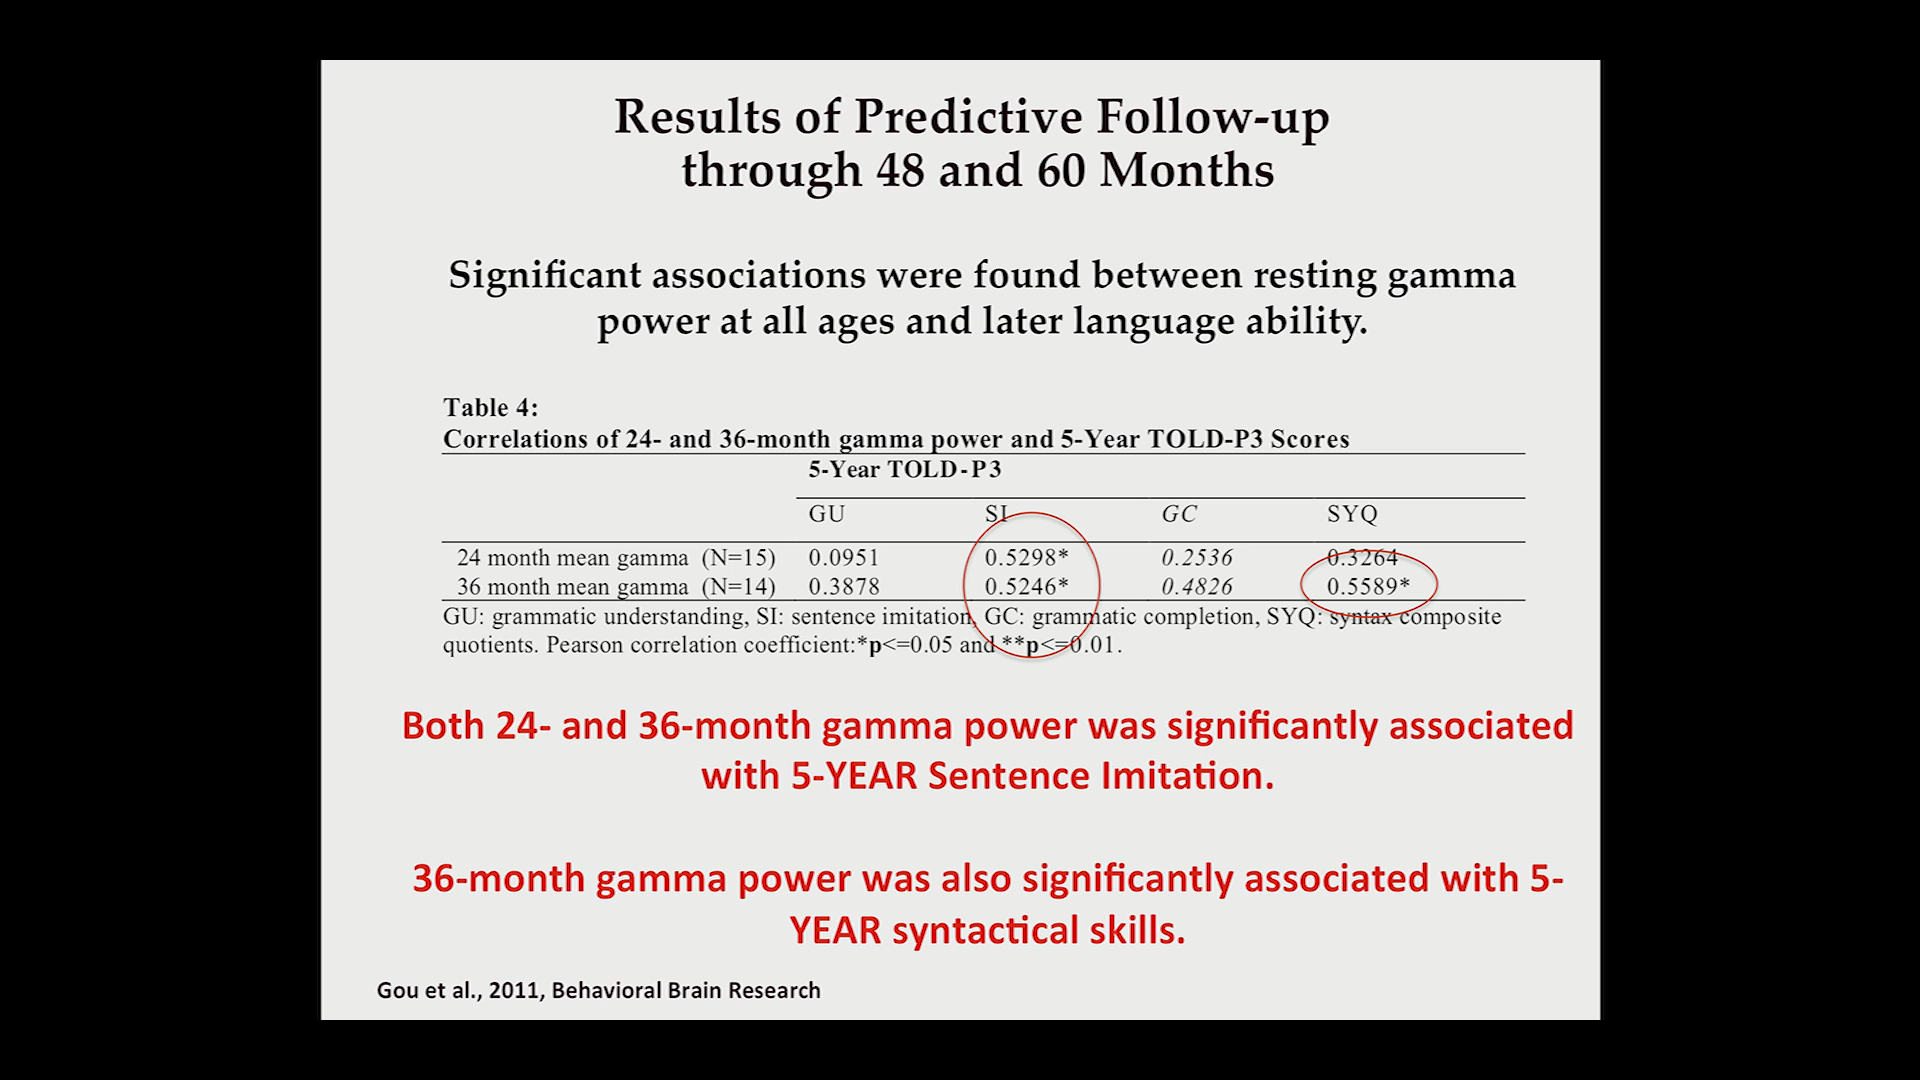 Results of Predictive Follow-up
through 48 and 60 Months
Significant associations were found between resting gamma
power at all ages and later language ability.
Table 4:
Correlations of 24- and 36-month gamma power and 5-Year TOLD-P3 Scores
5-Year TOLD-P3
GU SI GC SYQ
24 month mean gamma (N=15) 0.0951 0.5298* 0.2536 0.3264
36 month mean gamma (N=14) 0.3878 0.5246* 0.4826 0.5589*
GU: grammatic understanding, SI: sentence imitation, GC: grammatic completion, SYQ: syntax composite
quotients. Pearson correlation coefficient:*p<=0.05 and **p<=0.01.
Both 24- and 36-month gamma power was significantly associated
with 5-YEAR Sentence Imitation.
36-month gamma power was also significantly associated with 5-
YEAR syntactical skills.
Gou et al., 2011, Behavioral Brain Research